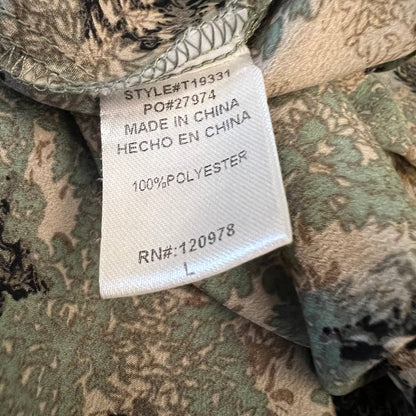 STYLE#T19331
PO#27974
MADE IN CHINA
HECHO EN CHINA
100%POLYESTER
RN#:120978
L